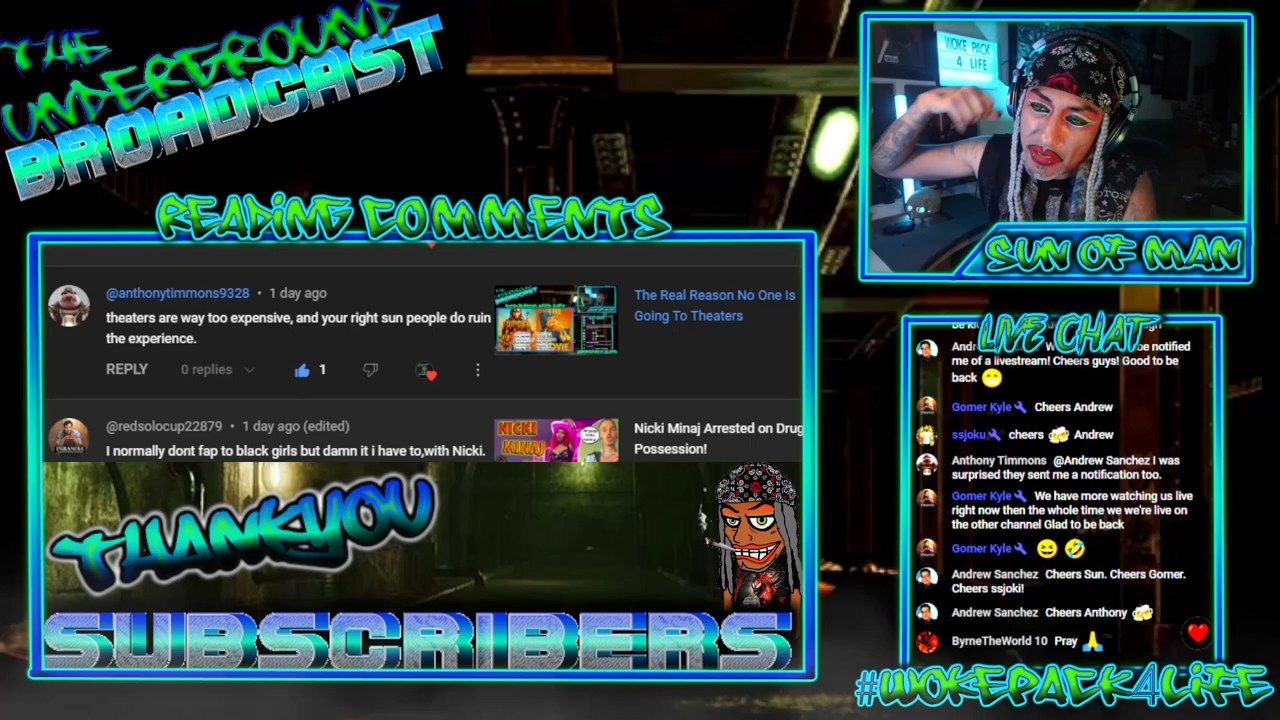 THE
UNDERGROUND
BROADCAST
WOKE PACK
4 LIFE
SUN OF MAN
READING COMMENTS
@anthonytimmons9328 • 1 day ago
theaters are way too expensive, and your right sun people do ruin
the experience.
REPLY 0 replies 1
The Real Reason No One Is
Going To Theaters
@redsolocup22879 • 1 day ago (edited)
I normally dont fap to black girls but damn it i have to,with Nicki.
NICKI
MINAJ
Nicki Minaj Arrested on Drug
Possession!
THANKYOU
SUBSCRIBERS
LIVE CHAT
be notified
me of a livestream! Cheers guys! Good to be
back 😁
Gomer Kyle🔧 Cheers Andrew
ssjoku🔧 cheers 🍻 Andrew
Anthony Timmons @Andrew Sanchez I was
surprised they sent me a notification too.
Gomer Kyle🔧 We have more watching us live
right now then the whole time we we're live on
the other channel Glad to be back
Gomer Kyle🔧 😆 🤣
Andrew Sanchez Cheers Sun. Cheers Gomer.
Cheers ssjoki!
Andrew Sanchez Cheers Anthony 🍻
ByrneTheWorld 10 Pray 🙏
#WOKEPACK4LIFE